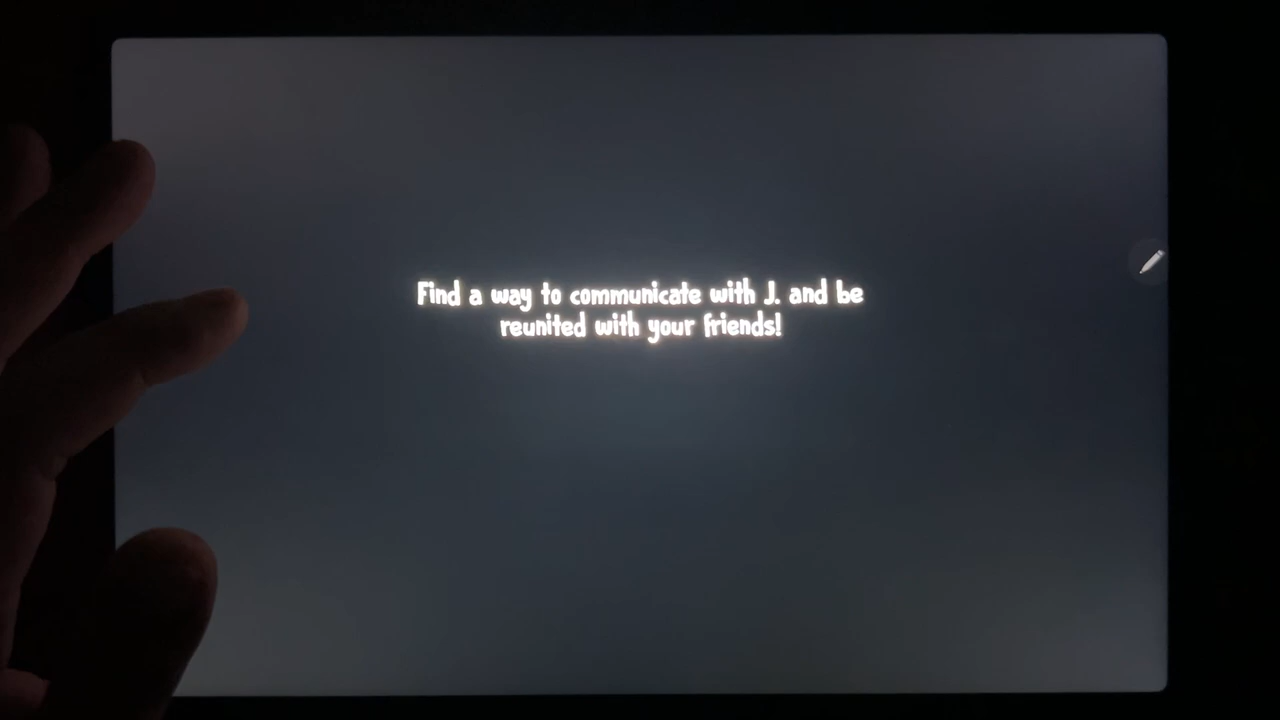 Find a way to communicate with J. and be
reunited with your friends!